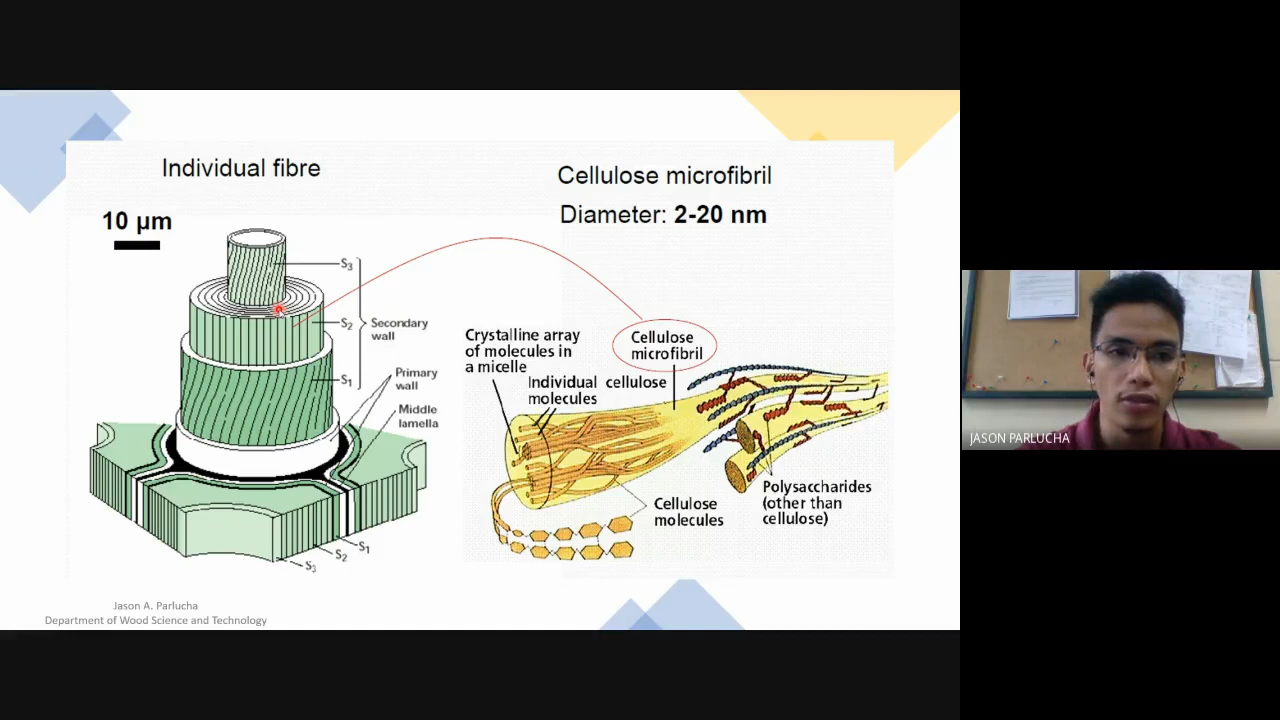 Individual fibre
Cellulose microfibril
Diameter: 2-20 nm
10 µm
S3
S2
Secondary
wall
S1
Primary
wall
Middle
lamella
S1
S2
S3
Crystalline array
of molecules in
a micelle
Individual cellulose
molecules
Cellulose
microfibril
Cellulose
molecules
Polysaccharides
(other than
cellulose)
Jason A. Parlucha
Department of Wood Science and Technology
JASON PARLUCHA